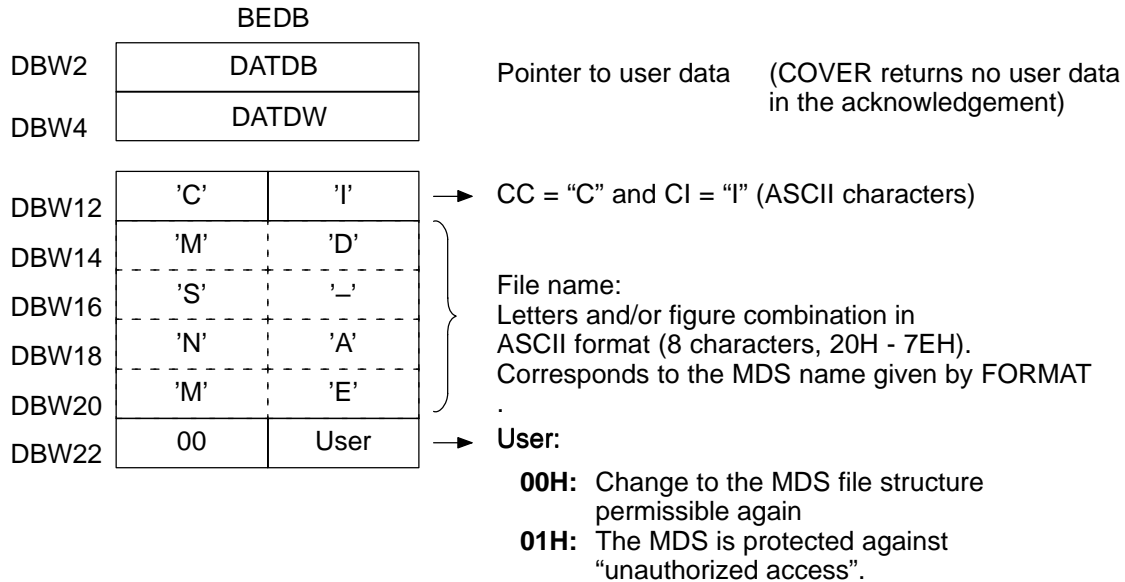 BEDB
DBW2 DATDB Pointer to user data (COVER returns no user data
in the acknowledgement)
DBW4 DATDW
DBW12 'C' 'I' CC = “C” and CI = “I” (ASCII characters)
DBW14 'M' 'D'
DBW16 'S' '–' File name:
Letters and/or figure combination in
DBW18 'N' 'A' ASCII format (8 characters, 20H - 7EH).
Corresponds to the MDS name given by FORMAT
DBW20 'M' 'E' .
DBW22 00 User User:
00H: Change to the MDS file structure
permissible again
01H: The MDS is protected against
“unauthorized access”.